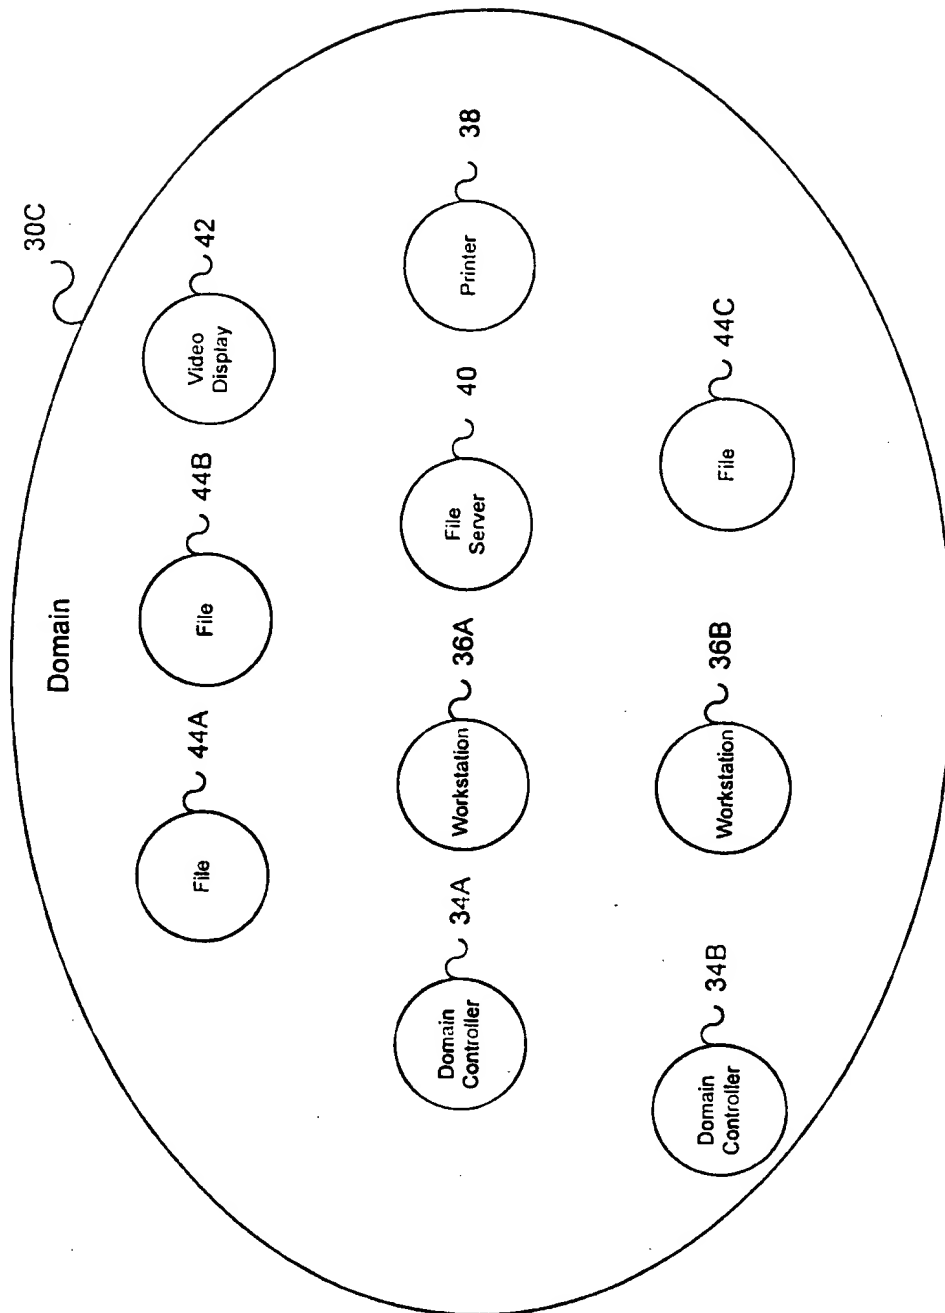 30C
Domain
File
44A
File
44B
Video
Display
42
Domain
Controller
34A
Workstation
36A
File
Server
40
Printer
38
Domain
Controller
34B
Workstation
36B
File
44C